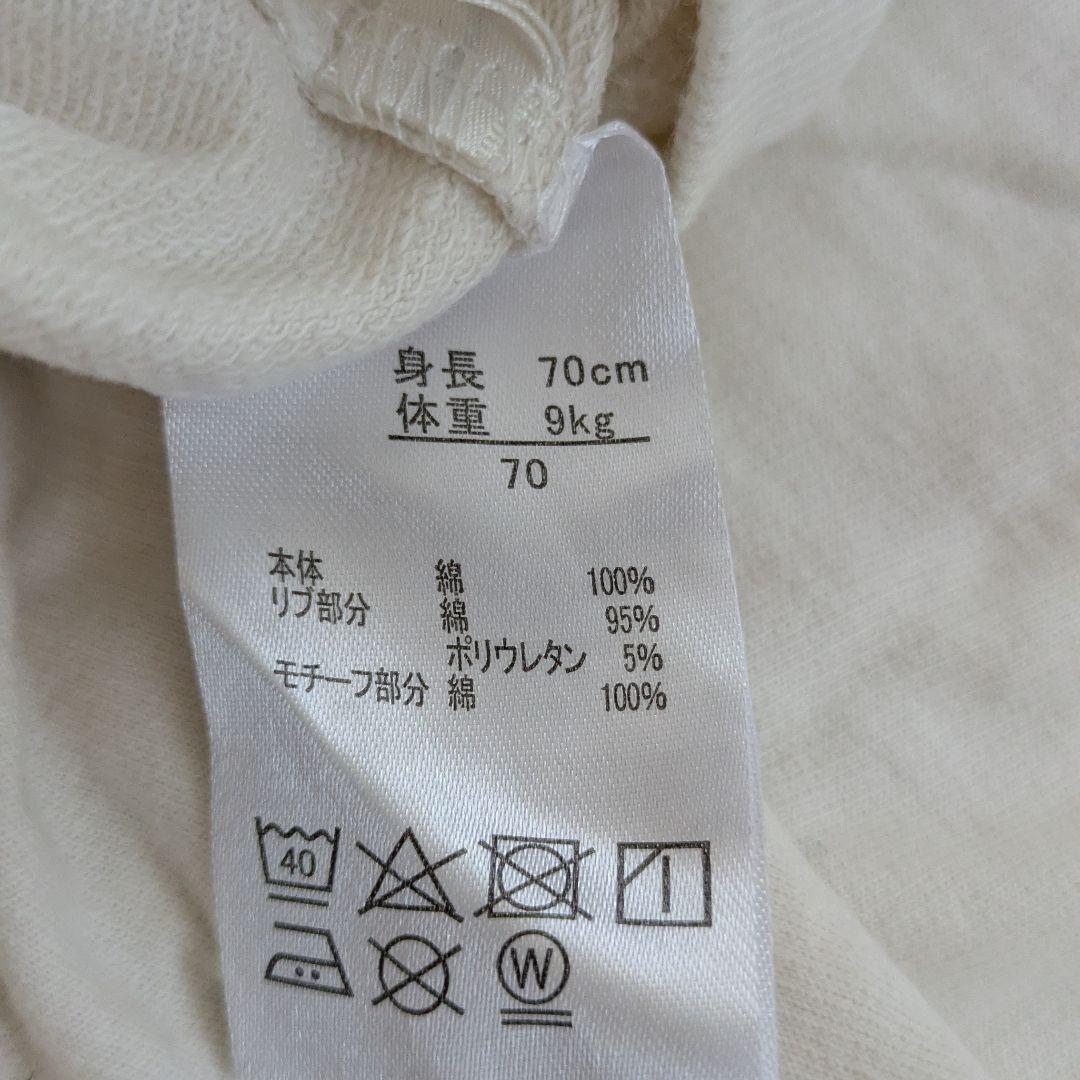 身長 70cm
体重 9kg
70
本体 綿 100%
リブ部分 綿 95%
ポリウレタン 5%
モチーフ部分 綿 100%
40
W